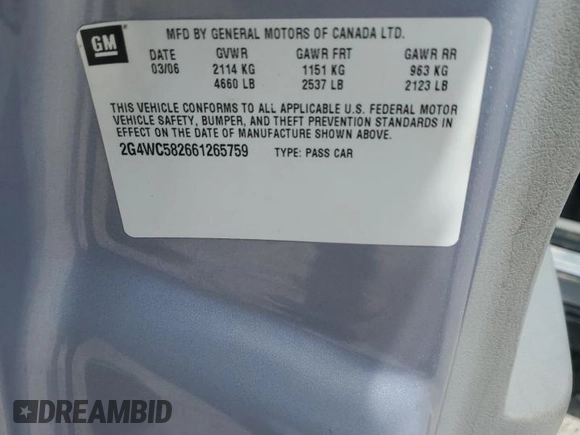 GM
MFD BY GENERAL MOTORS OF CANADA LTD.
DATE GVWR GAWR FRT GAWR RR
03/06 2114 KG 1151 KG 963 KG
4660 LB 2537 LB 2123 LB
THIS VEHICLE CONFORMS TO ALL APPLICABLE U.S. FEDERAL MOTOR
VEHICLE SAFETY, BUMPER, AND THEFT PREVENTION STANDARDS IN
EFFECT ON THE DATE OF MANUFACTURE SHOWN ABOVE.
2G4WC582661265759 TYPE: PASS CAR
DREAMBID